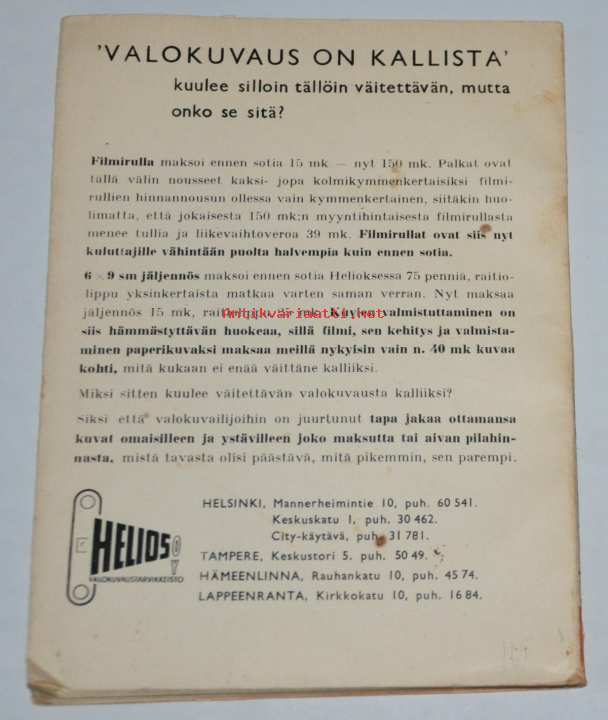 'VALOKUVAUS ON KALLISTA'
kuulee silloin tällöin väitettävän, mutta
onko se sitä?
Filmirulla maksoi ennen sotia 15 mk — nyt 150 mk. Palkat ovat
tällä välin nousseet kaksi- jopa kolmikymmenkertaisiksi filmi-
rullien hinnannousun ollessa vain kymmenkertainen, siitäkin huo-
limatta, että jokaisesta 150 mk:n myyntihintaisesta filmirullasta
menee tullia ja liikevaihtoveroa 39 mk. Filmirullat ovat siis nyt
kuluttajille vähintään puolta halvempia kuin ennen sotia.
6 × 9 sm jäljennös maksoi ennen sotia Helioksessa 75 penniä, raitio-
lippu yksinkertaista matkaa varten saman verran. Nyt maksaa
jäljennös 15 mk, 25 mk. Kuvien valmistuttaminen on
siis hämmästyttävän huokeaa, sillä filmi, sen kehitys ja valmista-
minen paperikuvaksi maksaa meillä nykyisin vain n. 40 mk kuvaa
kohti, mitä kukaan ei enää väittäne kalliiksi.
Miksi sitten kuulee väitettävän valokuvausta kalliiksi?
Siksi että valokuvailijoihin on juurtunut tapa jakaa ottamansa
kuvat omaisilleen ja ystävilleen joko maksutta tai aivan pilahin-
nasta, mistä tavasta olisi päästävä, mitä pikemmin, sen parempi.
HELIOS OY
VALOKUVAUSTARVIKKEISTO
HELSINKI, Mannerheimintie 10, puh. 60 541.
Keskuskatu 1, puh. 30 462.
City-käytävä, puh. 31 781.
TAMPERE, Keskustori 5. puh. 50 49.
HÄMEENLINNA, Rauhankatu 10, puh. 45 74.
LAPPEENRANTA, Kirkkokatu 10, puh. 16 84.